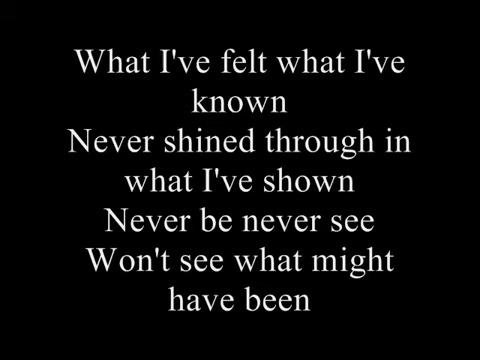 What I've felt what I've
known
Never shined through in
what I've shown
Never be never see
Won't see what might
have been